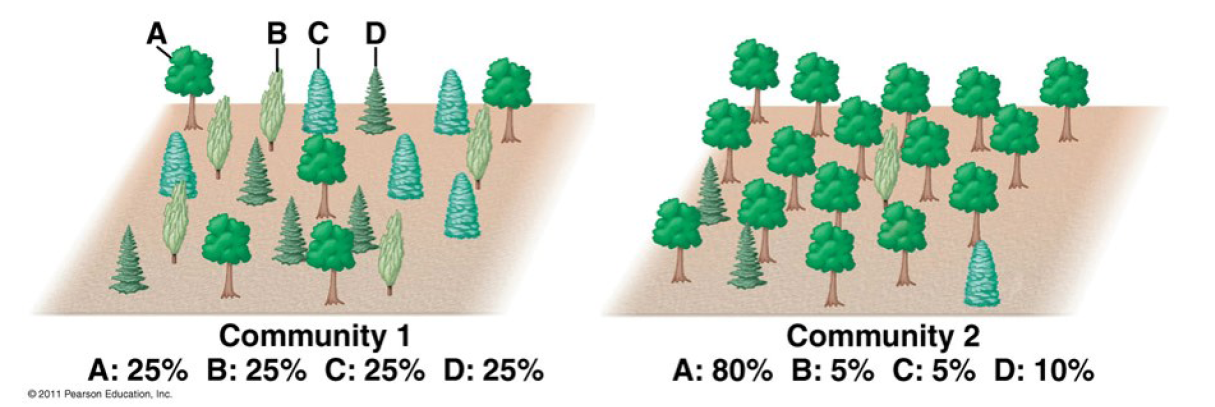 A B C D
Community 1
A: 25% B: 25% C: 25% D: 25%
Community 2
A: 80% B: 5% C: 5% D: 10%
© 2011 Pearson Education, Inc.